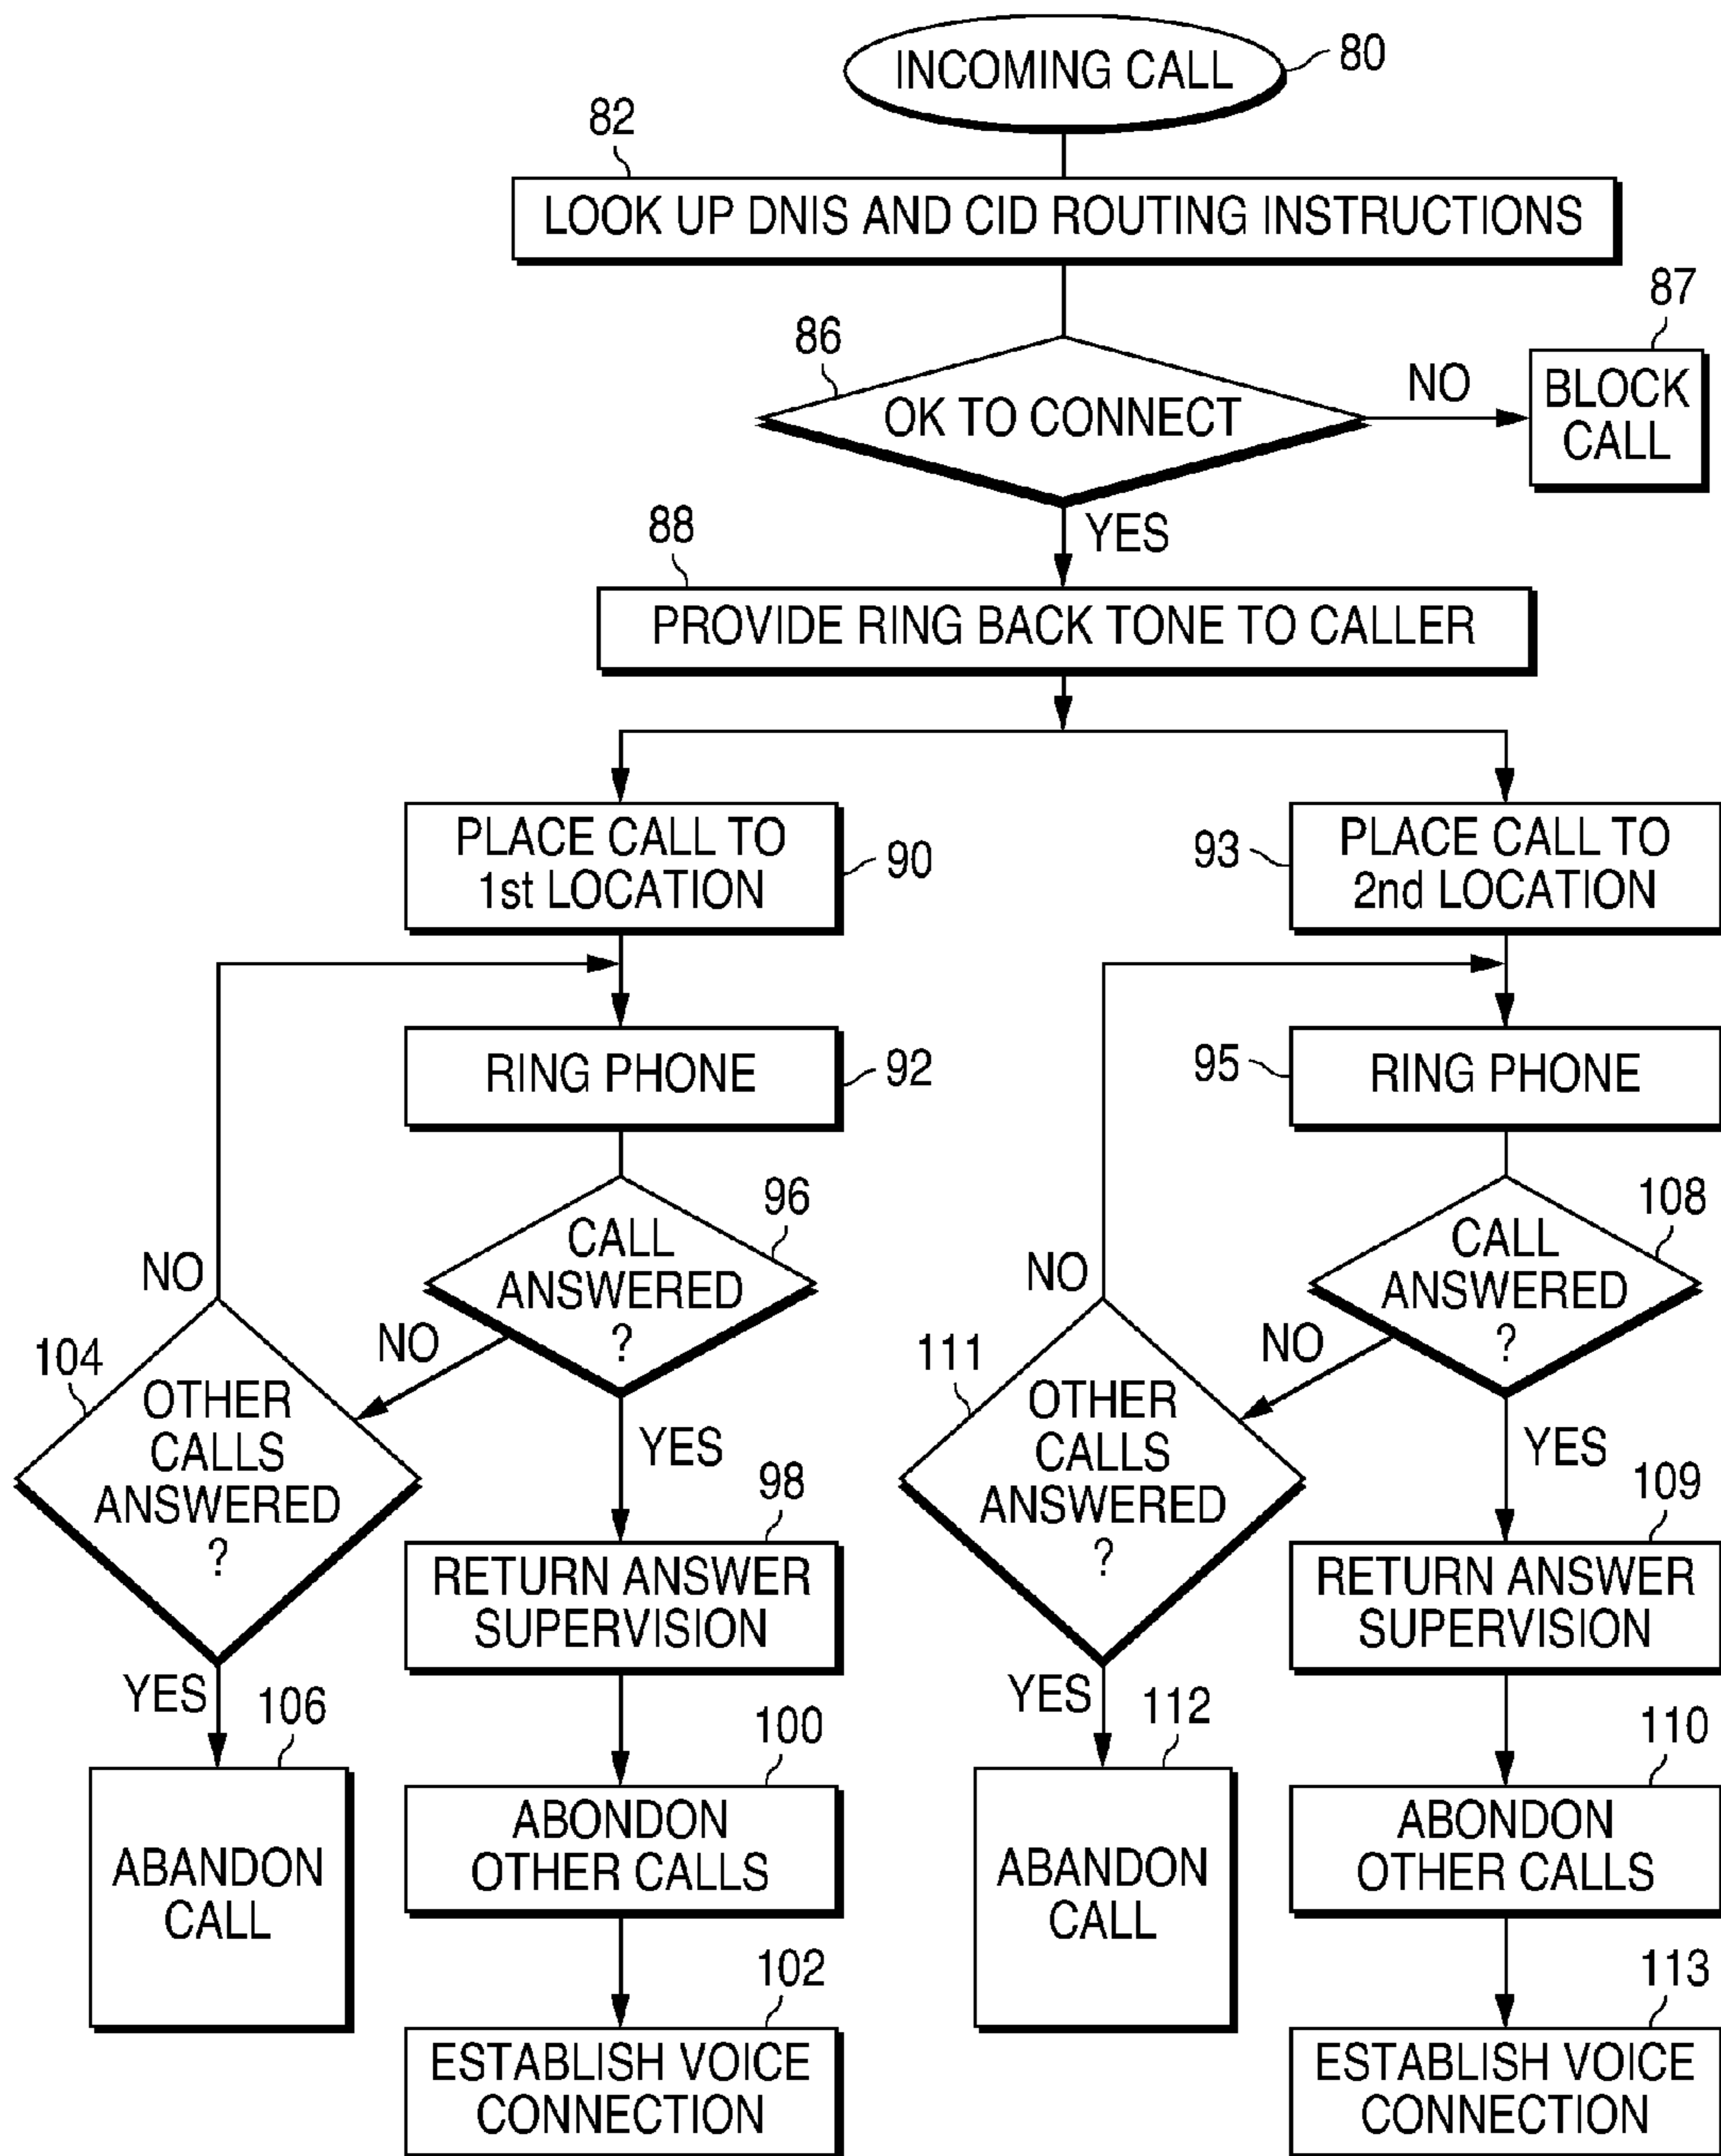 INCOMING CALL
80
82
LOOK UP DNIS AND CID ROUTING INSTRUCTIONS
86
OK TO CONNECT
NO
87
BLOCK
CALL
YES
88
PROVIDE RING BACK TONE TO CALLER
PLACE CALL TO
1st LOCATION
90
93
PLACE CALL TO
2nd LOCATION
RING PHONE
92
95
RING PHONE
96
CALL
ANSWERED
?
NO
YES
NO
104
OTHER
CALLS
ANSWERED
?
YES
106
ABANDON
CALL
98
RETURN ANSWER
SUPERVISION
100
ABONDON
OTHER CALLS
102
ESTABLISH VOICE
CONNECTION
108
CALL
ANSWERED
?
NO
YES
NO
111
OTHER
CALLS
ANSWERED
?
YES
112
ABANDON
CALL
109
RETURN ANSWER
SUPERVISION
110
ABONDON
OTHER CALLS
113
ESTABLISH VOICE
CONNECTION